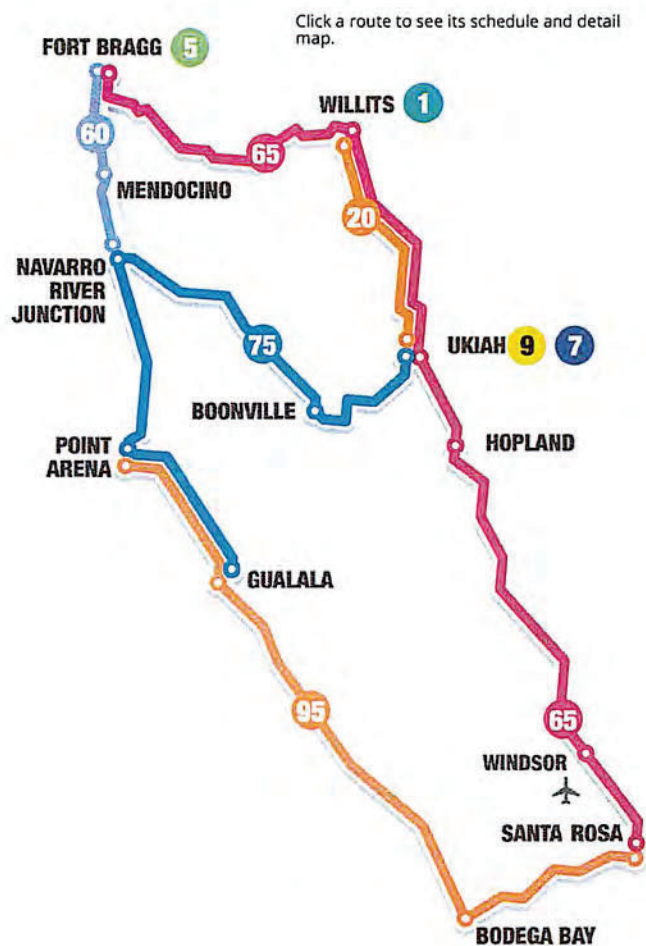 Click a route to see its schedule and detail
map.
FORT BRAGG 5
WILLITS 1
60
65
MENDOCINO
20
NAVARRO
RIVER
JUNCTION
75
UKIAH 9 7
BOONVILLE
HOPLAND
POINT
ARENA
GUALALA
95
65
WINDSOR
SANTA ROSA
BODEGA BAY